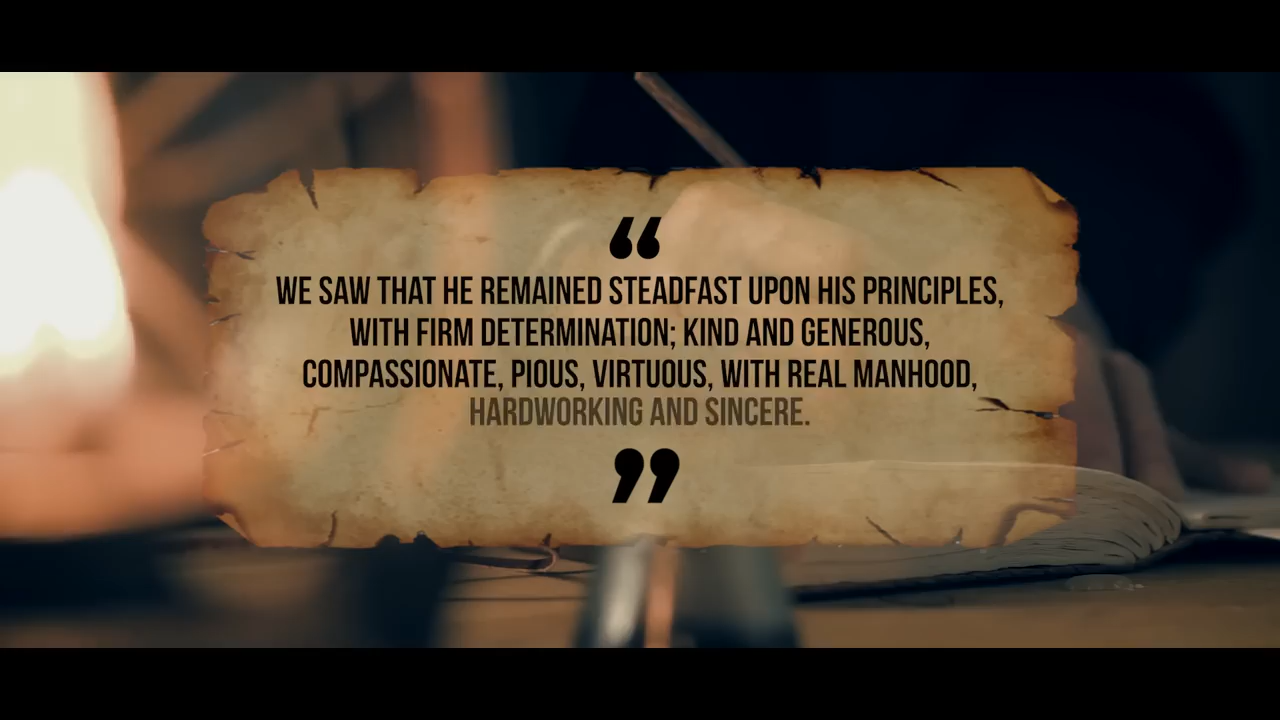 “
WE SAW THAT HE REMAINED STEADFAST UPON HIS PRINCIPLES,
WITH FIRM DETERMINATION; KIND AND GENEROUS,
COMPASSIONATE, PIOUS, VIRTUOUS, WITH REAL MANHOOD,
HARDWORKING AND SINCERE.
”